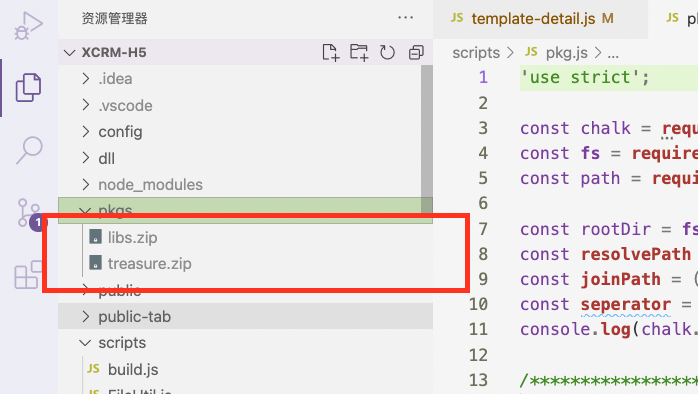 资源管理器
···
XCRM-H5
.idea
.vscode
config
dll
node_modules
pkgs
libs.zip
treasure.zip
public
public-tab
scripts
JS build.js
JS FileUtil.js
1
JS template-detail.js M
scripts > JS pkg.js > ...
1 'use strict';
2
3 const chalk = requ
4 const fs = require
5 const path = requi
6
7 const rootDir = fs
8 const resolvePath
9 const joinPath = (
10 const seperator =
11 console.log(chalk.
12
13 /*****************